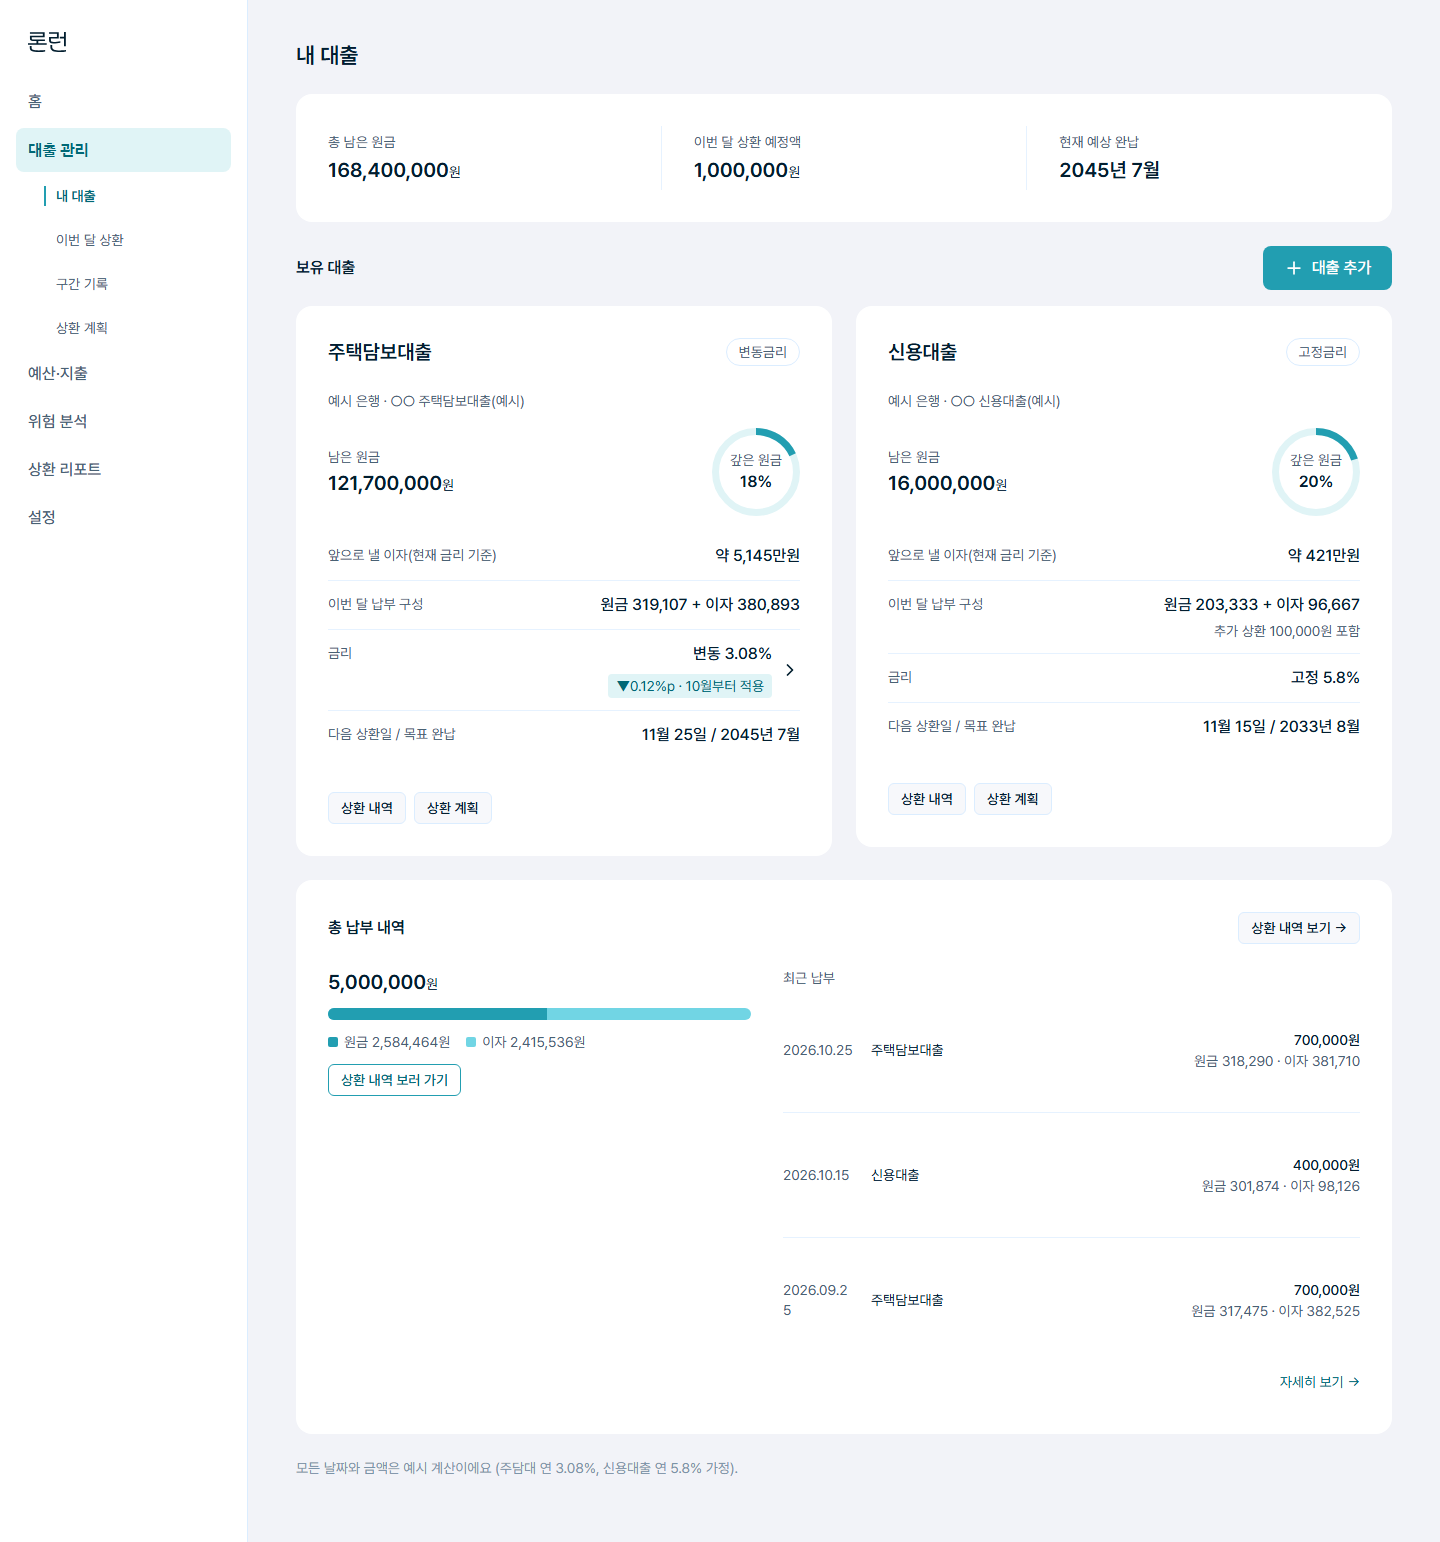 론런
홈
대출 관리
내 대출
이번 달 상환
구간 기록
상환 계획
예산·지출
위험 분석
상환 리포트
설정
내 대출
총 남은 원금
168,400,000원
이번 달 상환 예정액
1,000,000원
현재 예상 완납
2045년 7월
보유 대출
+ 대출 추가
주택담보대출
변동금리
예시 은행 · ○○ 주택담보대출(예시)
남은 원금
121,700,000원
갚은 원금
18%
앞으로 낼 이자(현재 금리 기준)
약 5,145만원
이번 달 납부 구성
원금 319,107 + 이자 380,893
금리
변동 3.08%
▼0.12%p · 10월부터 적용
다음 상환일 / 목표 완납
11월 25일 / 2045년 7월
상환 내역
상환 계획
신용대출
고정금리
예시 은행 · ○○ 신용대출(예시)
남은 원금
16,000,000원
갚은 원금
20%
앞으로 낼 이자(현재 금리 기준)
약 421만원
이번 달 납부 구성
원금 203,333 + 이자 96,667
추가 상환 100,000원 포함
금리
고정 5.8%
다음 상환일 / 목표 완납
11월 15일 / 2033년 8월
상환 내역
상환 계획
총 납부 내역
상환 내역 보기 →
5,000,000원
원금 2,584,464원
이자 2,415,536원
상환 내역 보러 가기
최근 납부
2026.10.25
주택담보대출
700,000원
원금 318,290 · 이자 381,710
2026.10.15
신용대출
400,000원
원금 301,874 · 이자 98,126
2026.09.2
5
주택담보대출
700,000원
원금 317,475 · 이자 382,525
자세히 보기 →
모든 날짜와 금액은 예시 계산이에요 (주담대 연 3.08%, 신용대출 연 5.8% 가정).